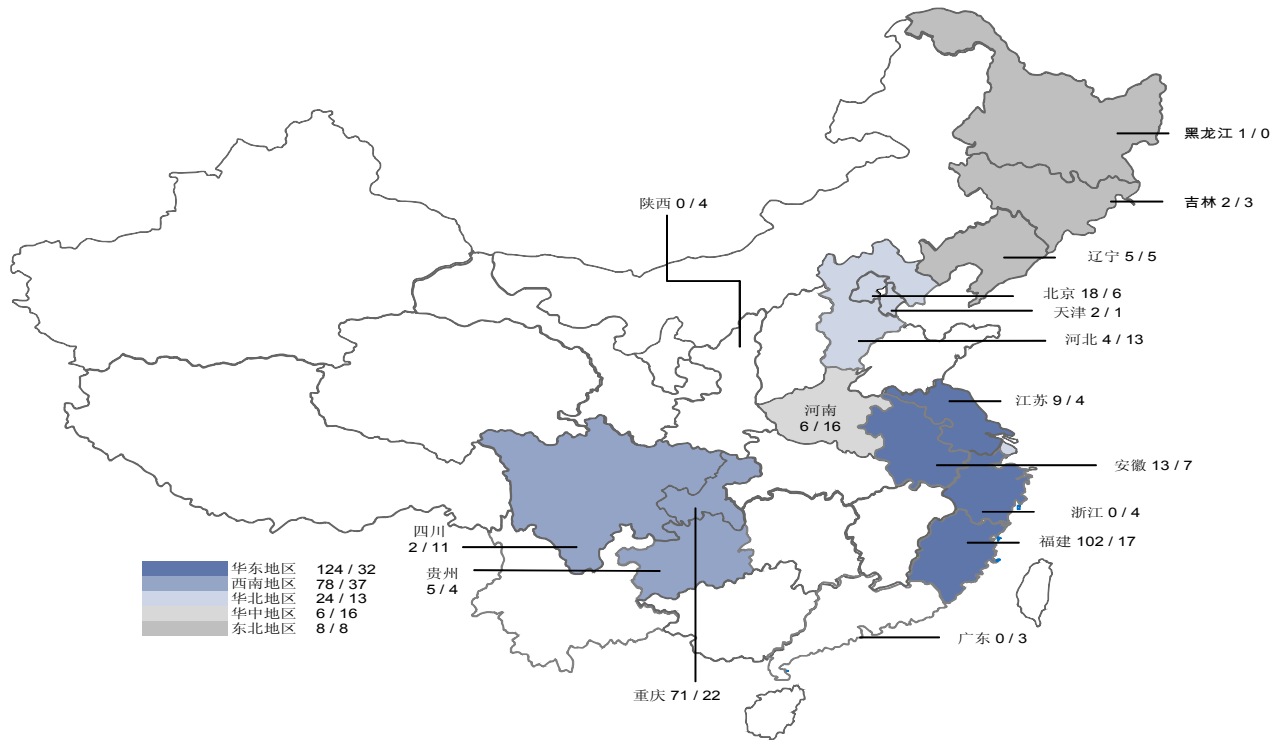 黑龙江 1 / 0
陕西 0 / 4
吉林 2 / 3
辽宁 5 / 5
北京 18 / 6
天津 2 / 1
河北 4 / 13
江苏 9 / 4
河南
6 / 16
安徽 13 / 7
浙江 0 / 4
四川
2 / 11
福建 102 / 17
贵州
5 / 4
华东地区 124 / 32
西南地区 78 / 37
华北地区 24 / 13
华中地区 6 / 16
东北地区 8 / 8
广东 0 / 3
重庆 71 / 22